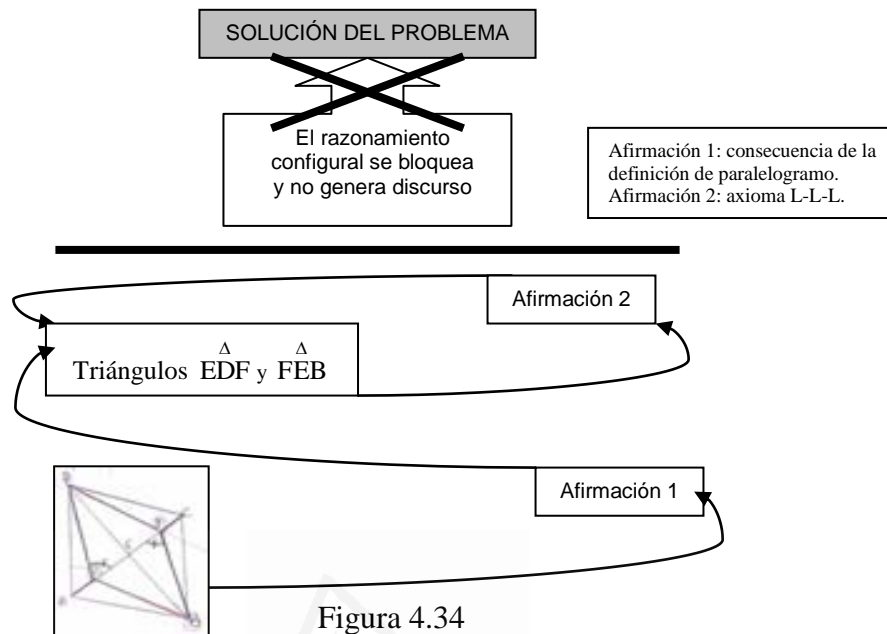 SOLUCIÓN DEL PROBLEMA
El razonamiento
configural se bloquea
y no genera discurso
Afirmación 1: consecuencia de la
definición de paralelogramo.
Afirmación 2: axioma L-L-L.
Afirmación 2
Δ Δ
Triángulos EDF y FEB
Afirmación 1
Figura 4.34